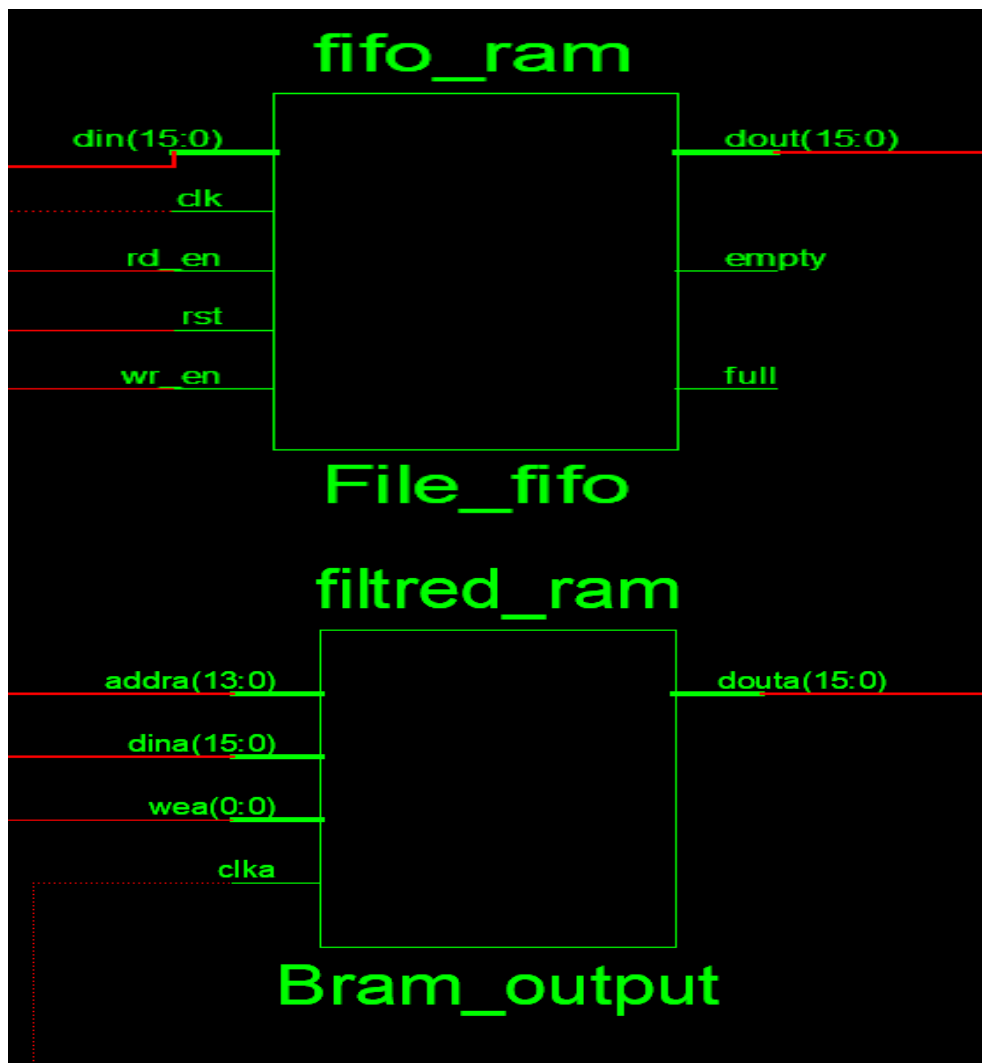 fifo_ram
din(15:0)
dout(15:0)
clk
rd_en
empty
rst
wr_en
full
File_fifo
filtred_ram
addra(13:0)
douta(15:0)
dina(15:0)
wea(0:0)
clka
Bram_output